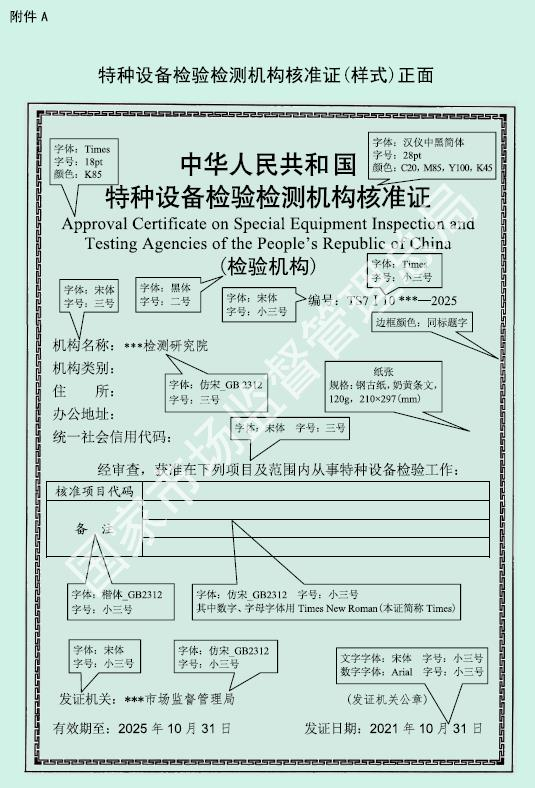 附件 A
特种设备检验检测机构核准证(样式)正面
字体: Times
字号: 18pt
颜色: K85
字体: 汉仪中黑简体
字号: 28pt
颜色: C20, M85, Y100, K45
中华人民共和国
特种设备检验检测机构核准证
Approval Certificate on Special Equipment Inspection and
Testing Agencies of the People's Republic of China
(检验机构)
字体: Times
字号: 小三号
字体: 宋体
字号: 三号
字体: 黑体
字号: 二号
字体: 宋体
字号: 小三号
编号: TS7 I 10 ***—2025
边框颜色: 同标题字
机构名称: ***检测研究院
机构类别:
住 所:
办公地址:
统一社会信用代码:
字体: 仿宋_GB2312
字号: 三号
纸张
规格: 钢古纸, 奶黄条文,
120g, 210×297(mm)
字体: 宋体 字号: 三号
经审查, 获准在下列项目及范围内从事特种设备检验工作:
核准项目代码
备 注
字体: 楷体_GB2312
字号: 小三号
字体: 仿宋_GB2312 字号: 小三号
其中数字、字母字体用 Times New Roman(本证简称 Times)
字体: 宋体
字号: 小三号
字体: 仿宋_GB2312
字号: 小三号
文字字体: 宋体 字号: 小三号
数字字体: Arial 字号: 小三号
发证机关: ***市场监督管理局
(发证机关公章)
有效期至: 2025 年 10 月 31 日
发证日期: 2021 年 10 月 31 日
国家市场监督管理总局